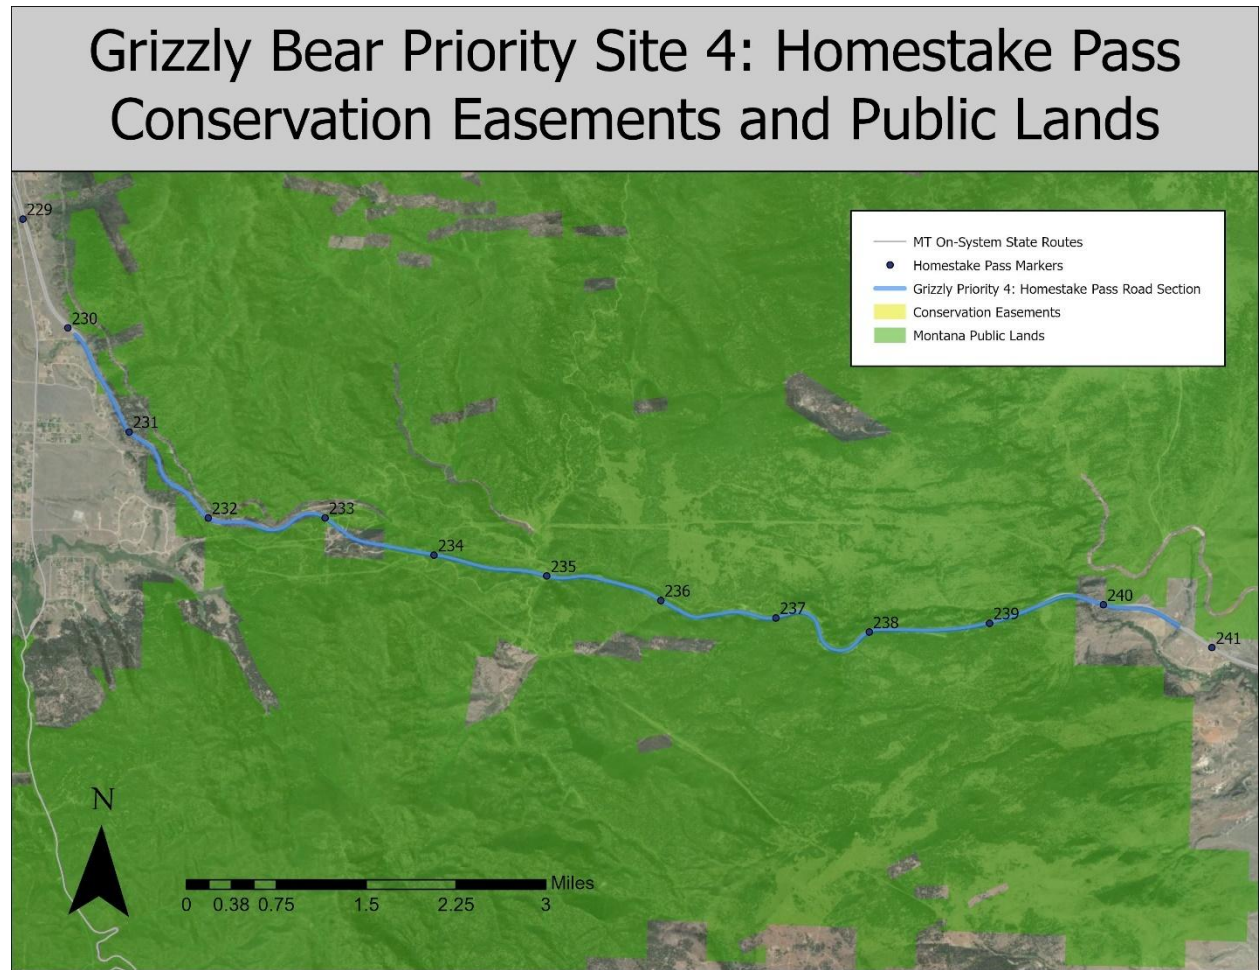 Grizzly Bear Priority Site 4: Homestake Pass
Conservation Easements and Public Lands
229
MT On-System State Routes
Homestake Pass Markers
Grizzly Priority 4: Homestake Pass Road Section
Conservation Easements
Montana Public Lands
230
231
232
233
234
235
236
237
238
239
240
241
N
Miles
0 0.38 0.75 1.5 2.25 3